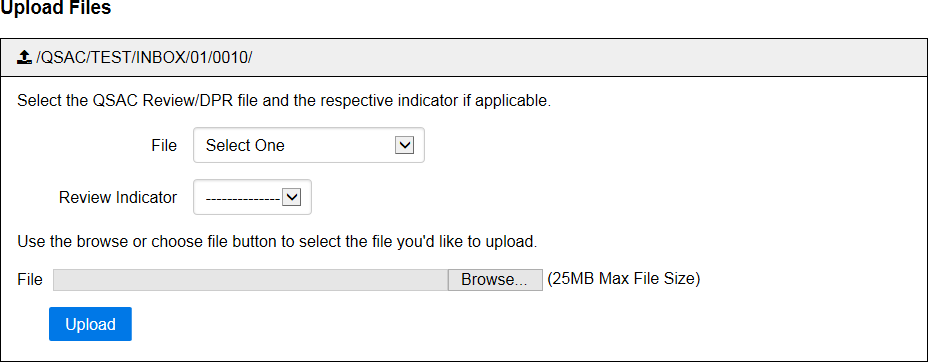 Upload Files
/QSAC/TEST/INBOX/01/0010/
Select the QSAC Review/DPR file and the respective indicator if applicable.
File Select One
Review Indicator --------------
Use the browse or choose file button to select the file you'd like to upload.
File Browse... (25MB Max File Size)
Upload